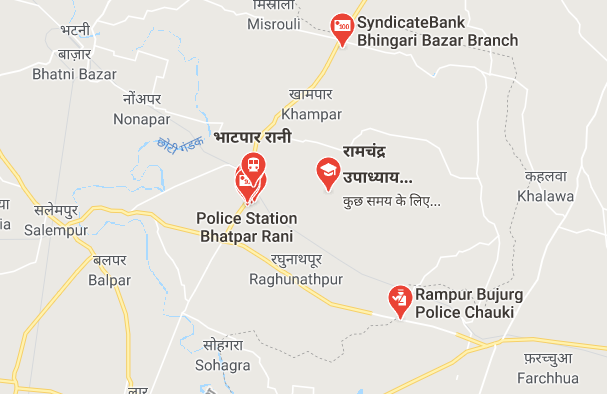 मिस्रौली
Misrouli
SyndicateBank
Bhingari Bazar Branch
भटनी
बाज़ार
Bhatni Bazar
खामपार
Khampar
नोंअपर
Nonapar
छोटी गंडक
भाटपार रानी
रामचंद्र
उपाध्याय...
कुछ समय के लिए...
कहलवा
Khalawa
सलेमपुर
Salempur
ia
Police Station
Bhatpar Rani
बलपर
Balpar
रघुनाथपूर
Raghunathpur
Rampur Bujurg
Police Chauki
सोहगरा
Sohagra
फ़रच्चुआ
Farchhua
लार